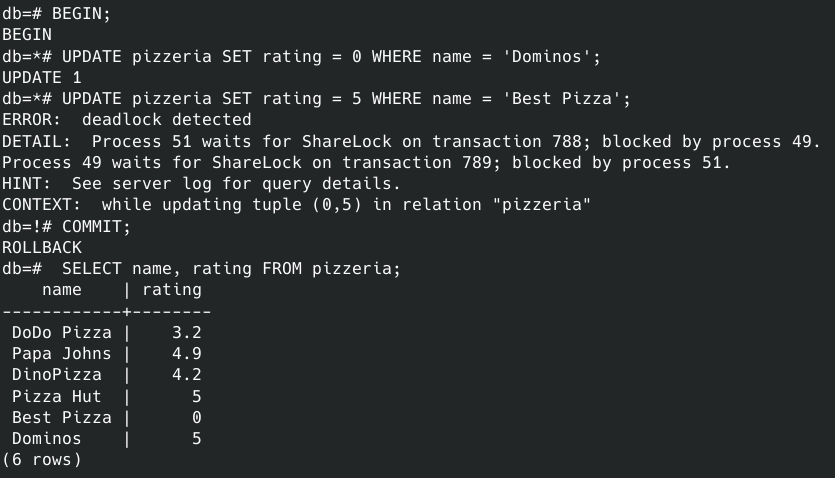 db=# BEGIN;
BEGIN
db=*# UPDATE pizzeria SET rating = 0 WHERE name = 'Dominos';
UPDATE 1
db=*# UPDATE pizzeria SET rating = 5 WHERE name = 'Best Pizza';
ERROR:  deadlock detected
DETAIL:  Process 51 waits for ShareLock on transaction 788; blocked by process 49.
Process 49 waits for ShareLock on transaction 789; blocked by process 51.
HINT:  See server log for query details.
CONTEXT:  while updating tuple (0,5) in relation "pizzeria"
db=!# COMMIT;
ROLLBACK
db=#  SELECT name, rating FROM pizzeria;
    name    | rating
------------+--------
 DoDo Pizza |    3.2
 Papa Johns |    4.9
 DinoPizza  |    4.2
 Pizza Hut  |      5
 Best Pizza |      0
 Dominos    |      5
(6 rows)